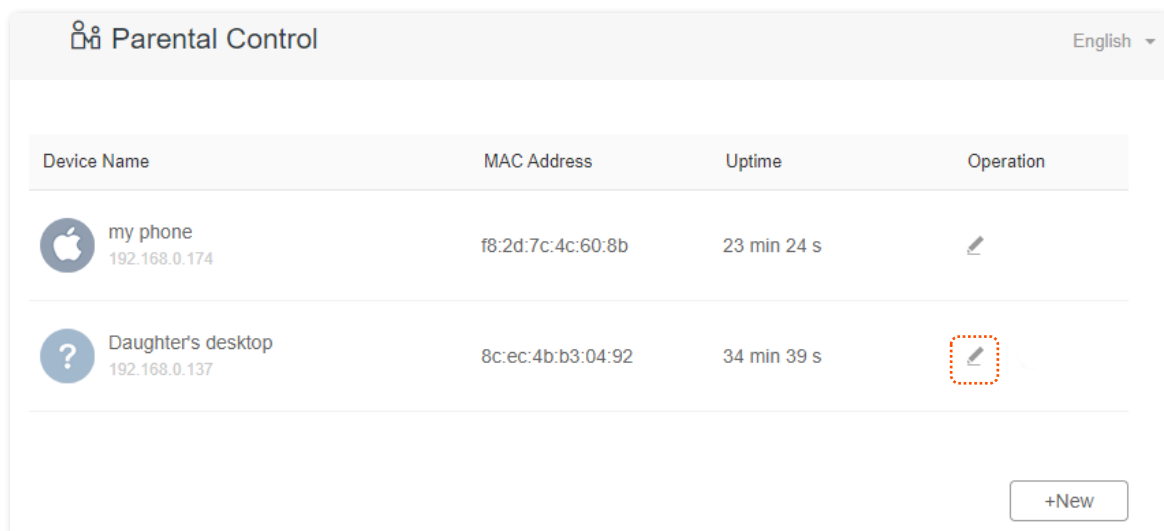 Parental Control
English
Device Name MAC Address Uptime Operation
my phone
192.168.0.174
f8:2d:7c:4c:60:8b 23 min 24 s
?
Daughter's desktop
192.168.0.137
8c:ec:4b:b3:04:92 34 min 39 s
+New